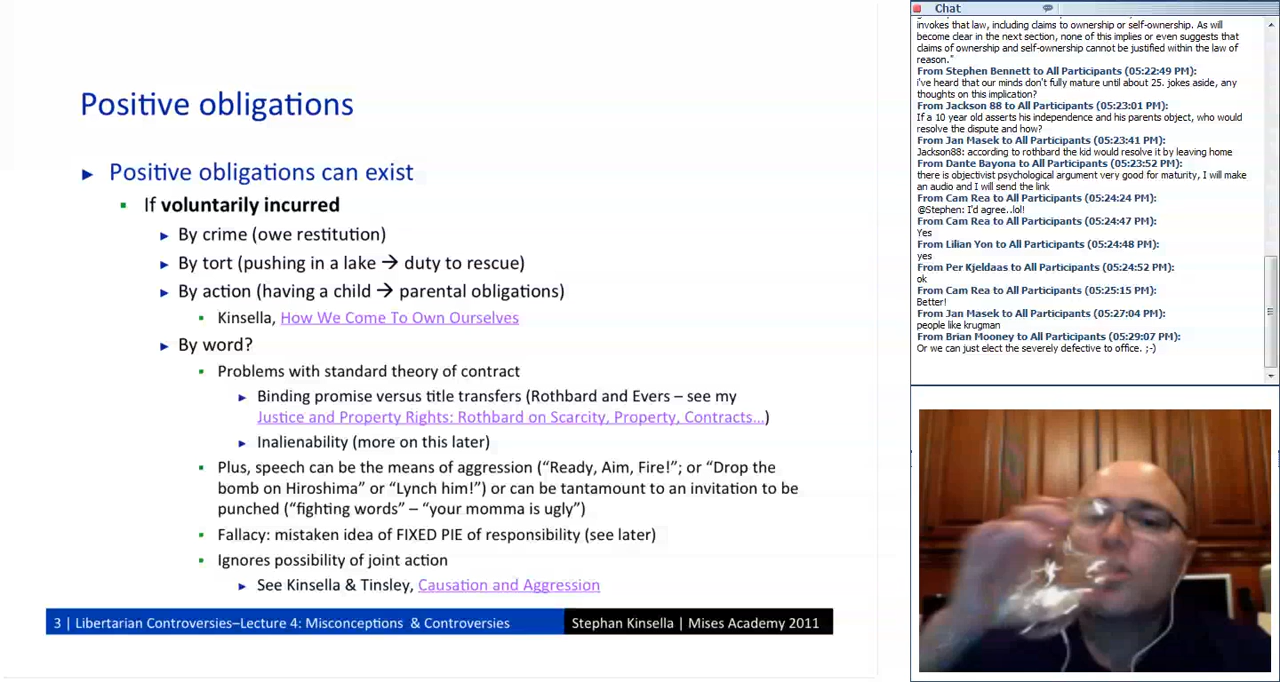 Positive obligations
► Positive obligations can exist
▪ If voluntarily incurred
► By crime (owe restitution)
► By tort (pushing in a lake → duty to rescue)
► By action (having a child → parental obligations)
▪ Kinsella, How We Come To Own Ourselves
► By word?
▪ Problems with standard theory of contract
► Binding promise versus title transfers (Rothbard and Evers – see my
Justice and Property Rights: Rothbard on Scarcity, Property, Contracts…)
► Inalienability (more on this later)
▪ Plus, speech can be the means of aggression (“Ready, Aim, Fire!”; or “Drop the
bomb on Hiroshima” or “Lynch him!”) or can be tantamount to an invitation to be
punched (“fighting words” – “your momma is ugly”)
▪ Fallacy: mistaken idea of FIXED PIE of responsibility (see later)
▪ Ignores possibility of joint action
► See Kinsella & Tinsley, Causation and Aggression
3 | Libertarian Controversies–Lecture 4: Misconceptions & Controversies
Stephan Kinsella | Mises Academy 2011
Chat
invokes that law, including claims to ownership or self-ownership. As will
become clear in the next section, none of this implies or even suggests that
claims of ownership and self-ownership cannot be justified within the law of
reason."
From Stephen Bennett to All Participants (05:22:49 PM):
i've heard that our minds don't fully mature until about 25. jokes aside, any
thoughts on this implication?
From Jackson 88 to All Participants (05:23:01 PM):
If a 10 year old asserts his independence and his parents object, who would
resolve the dispute and how?
From Jan Masek to All Participants (05:23:41 PM):
Jackson88: according to rothbard the kid would resolve it by leaving home
From Dante Bayona to All Participants (05:23:52 PM):
there is objectivist psychological argument very good for maturity, I will make
an audio and I will send the link
From Cam Rea to All Participants (05:24:24 PM):
@Stephen: I'd agree..lol!
From Cam Rea to All Participants (05:24:47 PM):
Yes
From Lilian Yon to All Participants (05:24:48 PM):
yes
From Per Kjeldaas to All Participants (05:24:52 PM):
ok
From Cam Rea to All Participants (05:25:15 PM):
Better!
From Jan Masek to All Participants (05:27:04 PM):
people like krugman
From Brian Mooney to All Participants (05:29:07 PM):
Or we can just elect the severely defective to office. ;-)